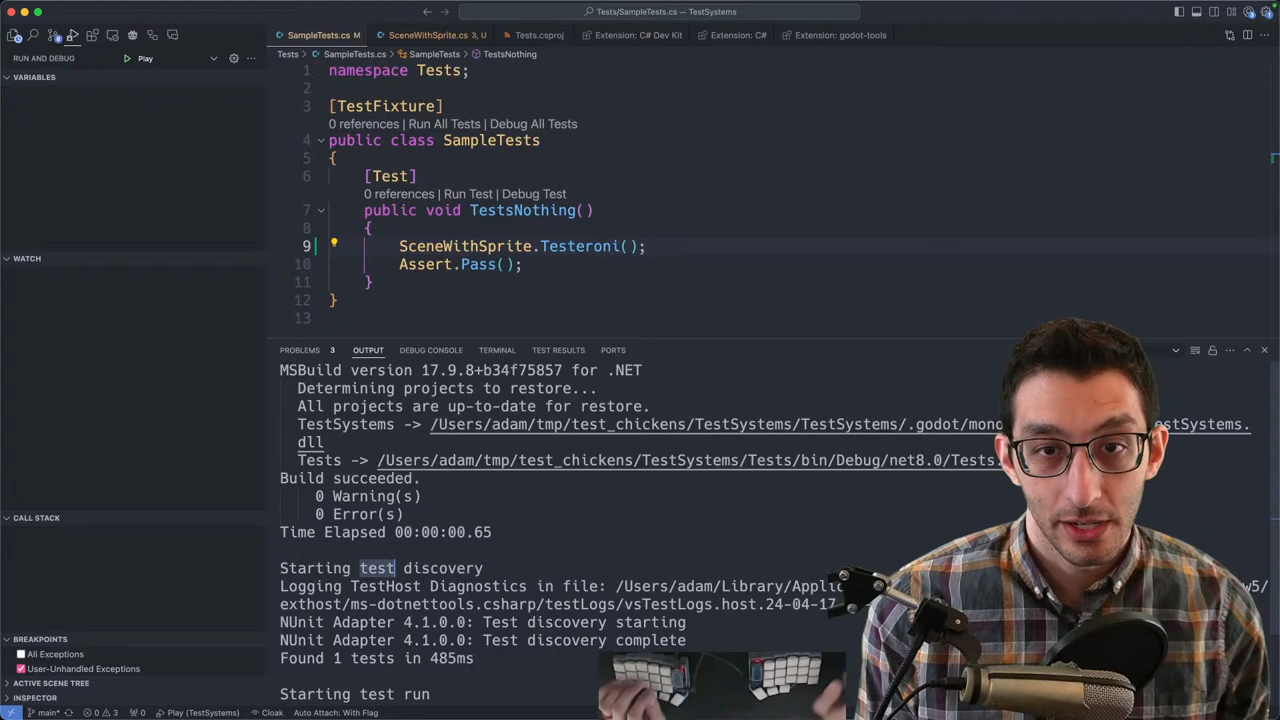 Tests/SampleTests.cs — TestSystems
SampleTests.cs M
SceneWithSprite.cs 3, U
Tests.csproj
Extension: C# Dev Kit
Extension: C#
Extension: godot-tools
RUN AND DEBUG
Play
Tests > SampleTests.cs > SampleTests > TestsNothing
VARIABLES
WATCH
CALL STACK
BREAKPOINTS
All Exceptions
User-Unhandled Exceptions
ACTIVE SCENE TREE
INSPECTOR
1 namespace Tests;
2
3 [TestFixture]
0 references | Run All Tests | Debug All Tests
4 public class SampleTests
5 {
6 [Test]
0 references | Run Test | Debug Test
7 public void TestsNothing()
8 {
9 SceneWithSprite.Testeroni();
10 Assert.Pass();
11 }
12 }
13
PROBLEMS 3 OUTPUT DEBUG CONSOLE TERMINAL TEST RESULTS PORTS
MSBuild version 17.9.8+b34f75857 for .NET
Determining projects to restore...
All projects are up-to-date for restore.
TestSystems -> /Users/adam/tmp/test_chickens/TestSystems/TestSystems/.godot/mono stSystems.
dll
Tests -> /Users/adam/tmp/test_chickens/TestSystems/Tests/bin/Debug/net8.0/Tests.
Build succeeded.
0 Warning(s)
0 Error(s)
Time Elapsed 00:00:00.65
Starting test discovery
Logging TestHost Diagnostics in file: /Users/adam/Library/Applic w5/
exthost/ms-dotnettools.csharp/testLogs/vsTestLogs.host.24-04-17
NUnit Adapter 4.1.0.0: Test discovery starting
NUnit Adapter 4.1.0.0: Test discovery complete
Found 1 tests in 485ms
Starting test run
main* 0 3 0 Play (TestSystems) Cloak Auto Attach: With Flag